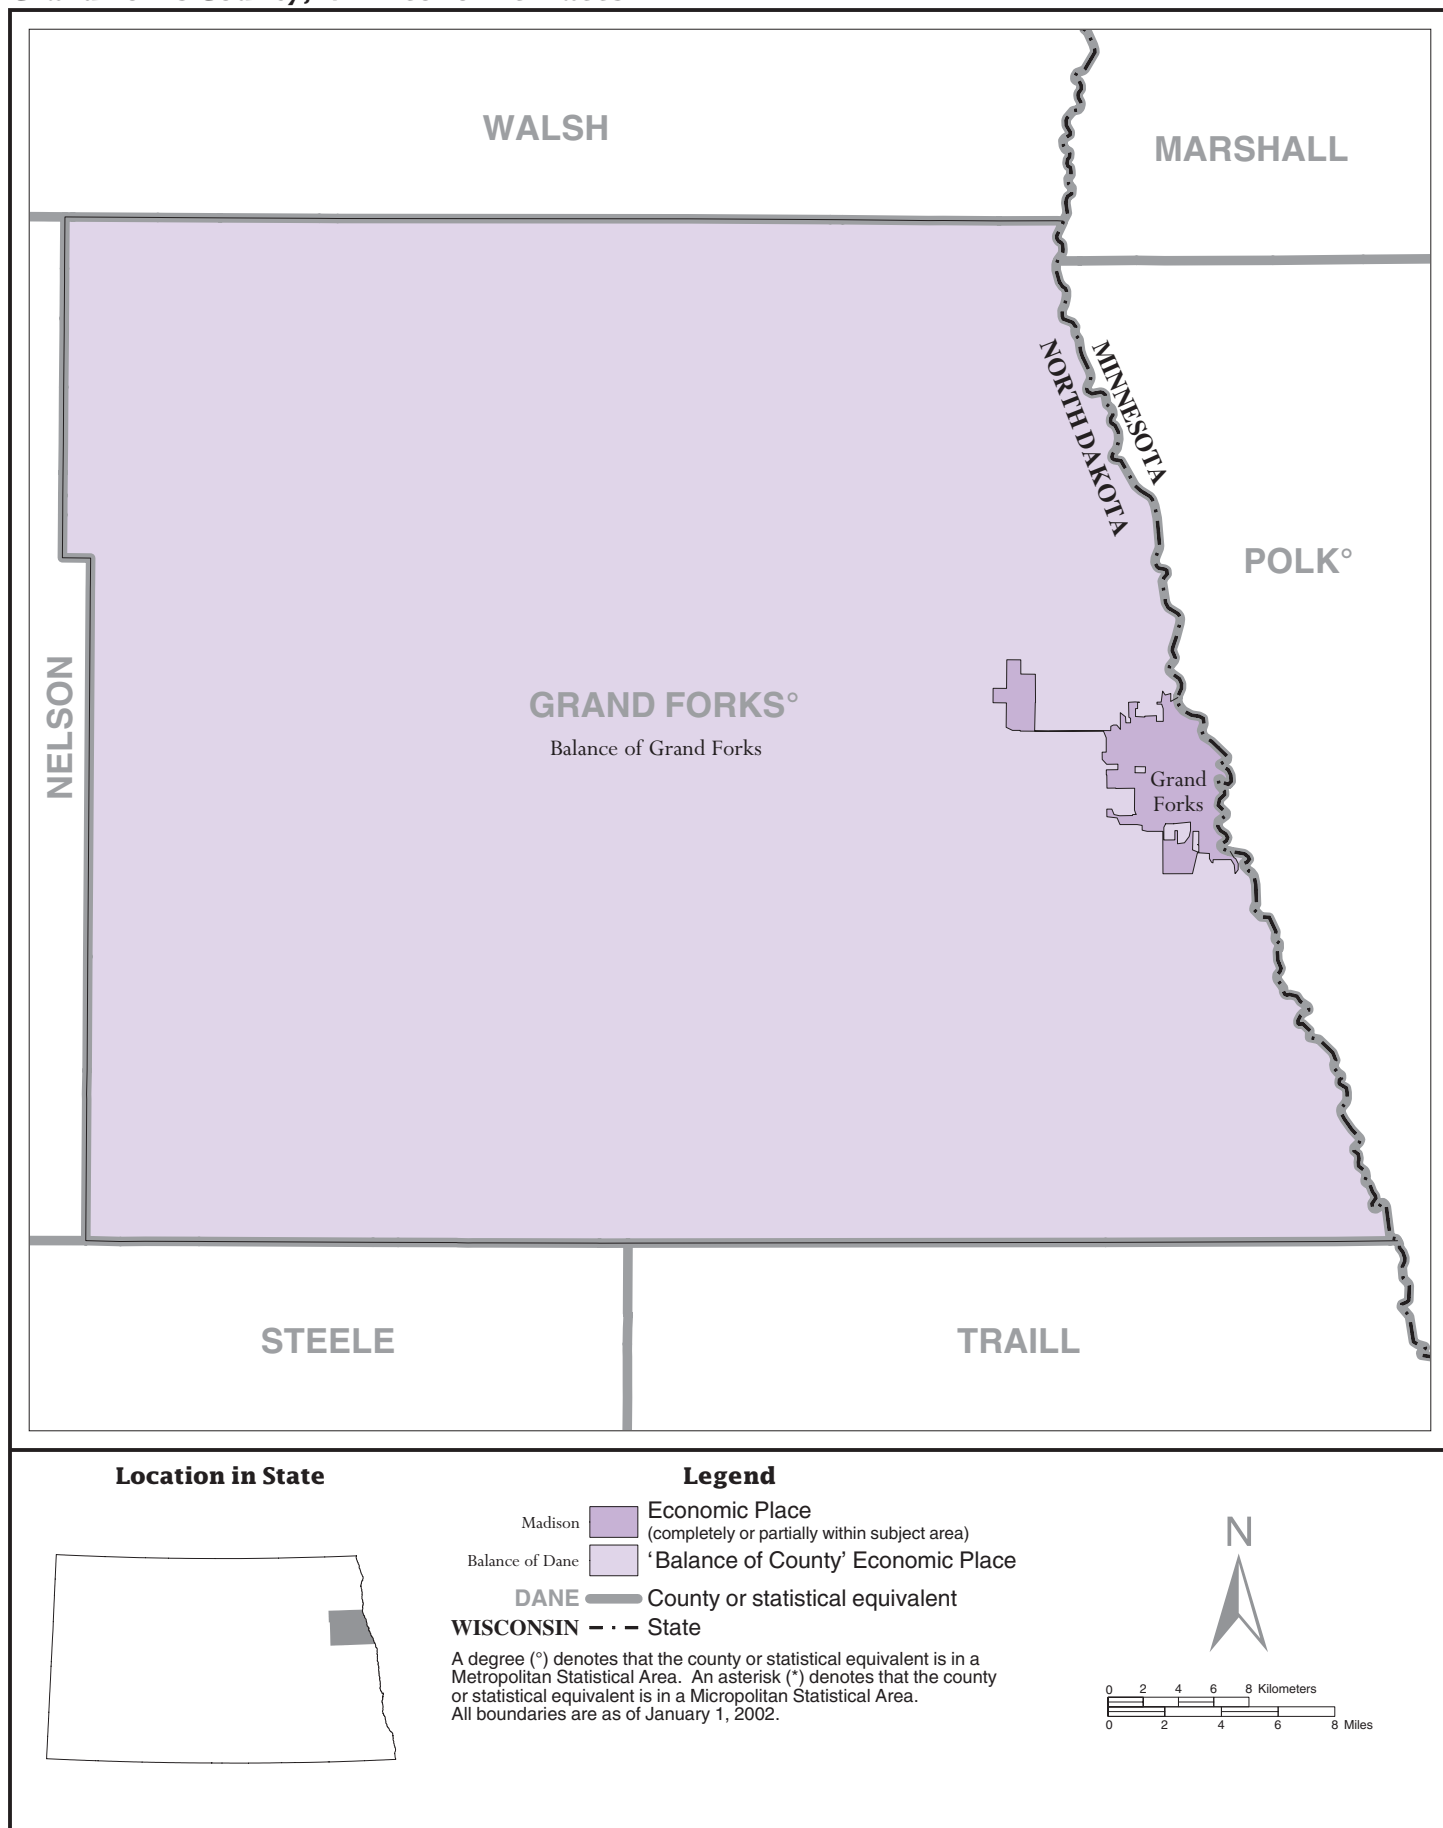 WALSH
MARSHALL
MINNESOTA
NORTH DAKOTA
POLK°
NELSON
GRAND FORKS°
Balance of Grand Forks
Grand
Forks
STEELE
TRAILL
Location in State
Legend
Madison
Economic Place
(completely or partially within subject area)
Balance of Dane
‘Balance of County’ Economic Place
DANE
County or statistical equivalent
WISCONSIN
State
A degree (°) denotes that the county or statistical equivalent is in a
Metropolitan Statistical Area. An asterisk (*) denotes that the county
or statistical equivalent is in a Micropolitan Statistical Area.
All boundaries are as of January 1, 2002.
N
0 2 4 6 8 Kilometers
0 2 4 6 8 Miles